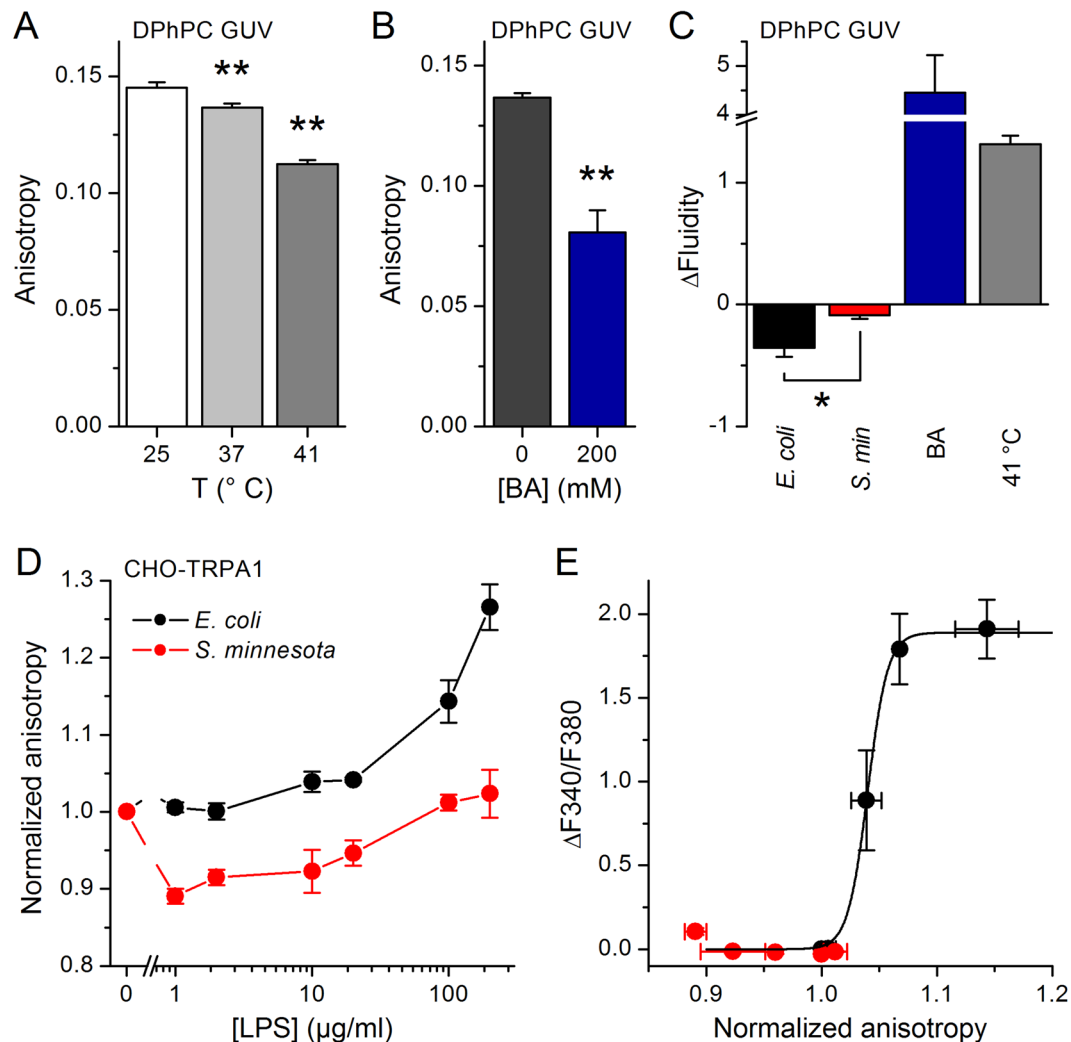 A
DPhPC GUV
Anisotropy
0.15
0.10
0.05
0.00
**
**
25
37
41
T (° C)
B
DPhPC GUV
Anisotropy
0.15
0.10
0.05
0.00
**
0
200
[BA] (mM)
C
DPhPC GUV
ΔFluidity
5
4
1
0
-1
*
E. coli
S. min
BA
41 °C
D
CHO-TRPA1
E. coli
S. minnesota
Normalized anisotropy
1.3
1.2
1.1
1.0
0.9
0.8
0
1
10
100
[LPS] (µg/ml)
E
ΔF340/F380
2.0
1.5
1.0
0.5
0.0
0.9
1.0
1.1
1.2
Normalized anisotropy